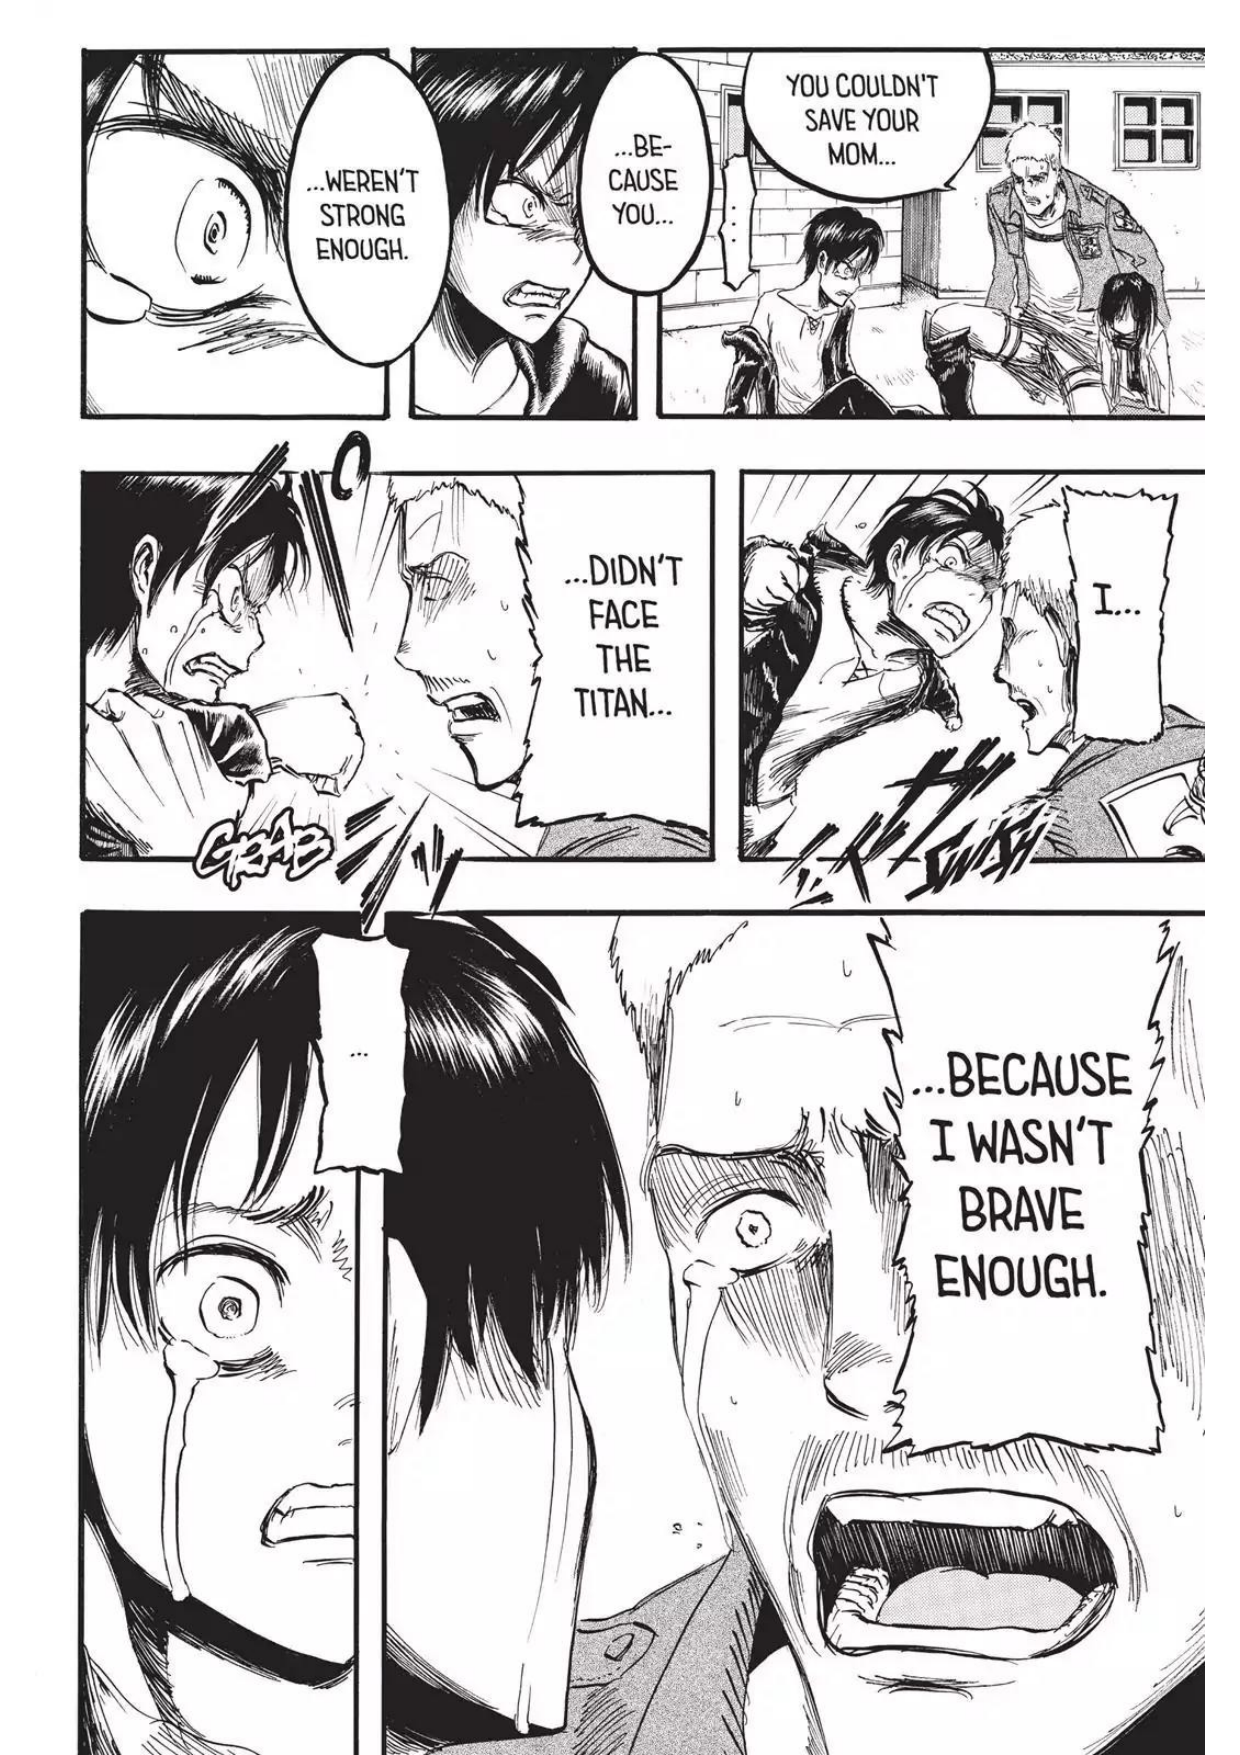 YOU COULDN'T
SAVE YOUR
MOM...
...
...BE-
CAUSE
YOU...
...WEREN'T
STRONG
ENOUGH.
I...
SWISH
...DIDN'T
FACE
THE
TITAN...
GRAB
...BECAUSE
I WASN'T
BRAVE
ENOUGH.
...